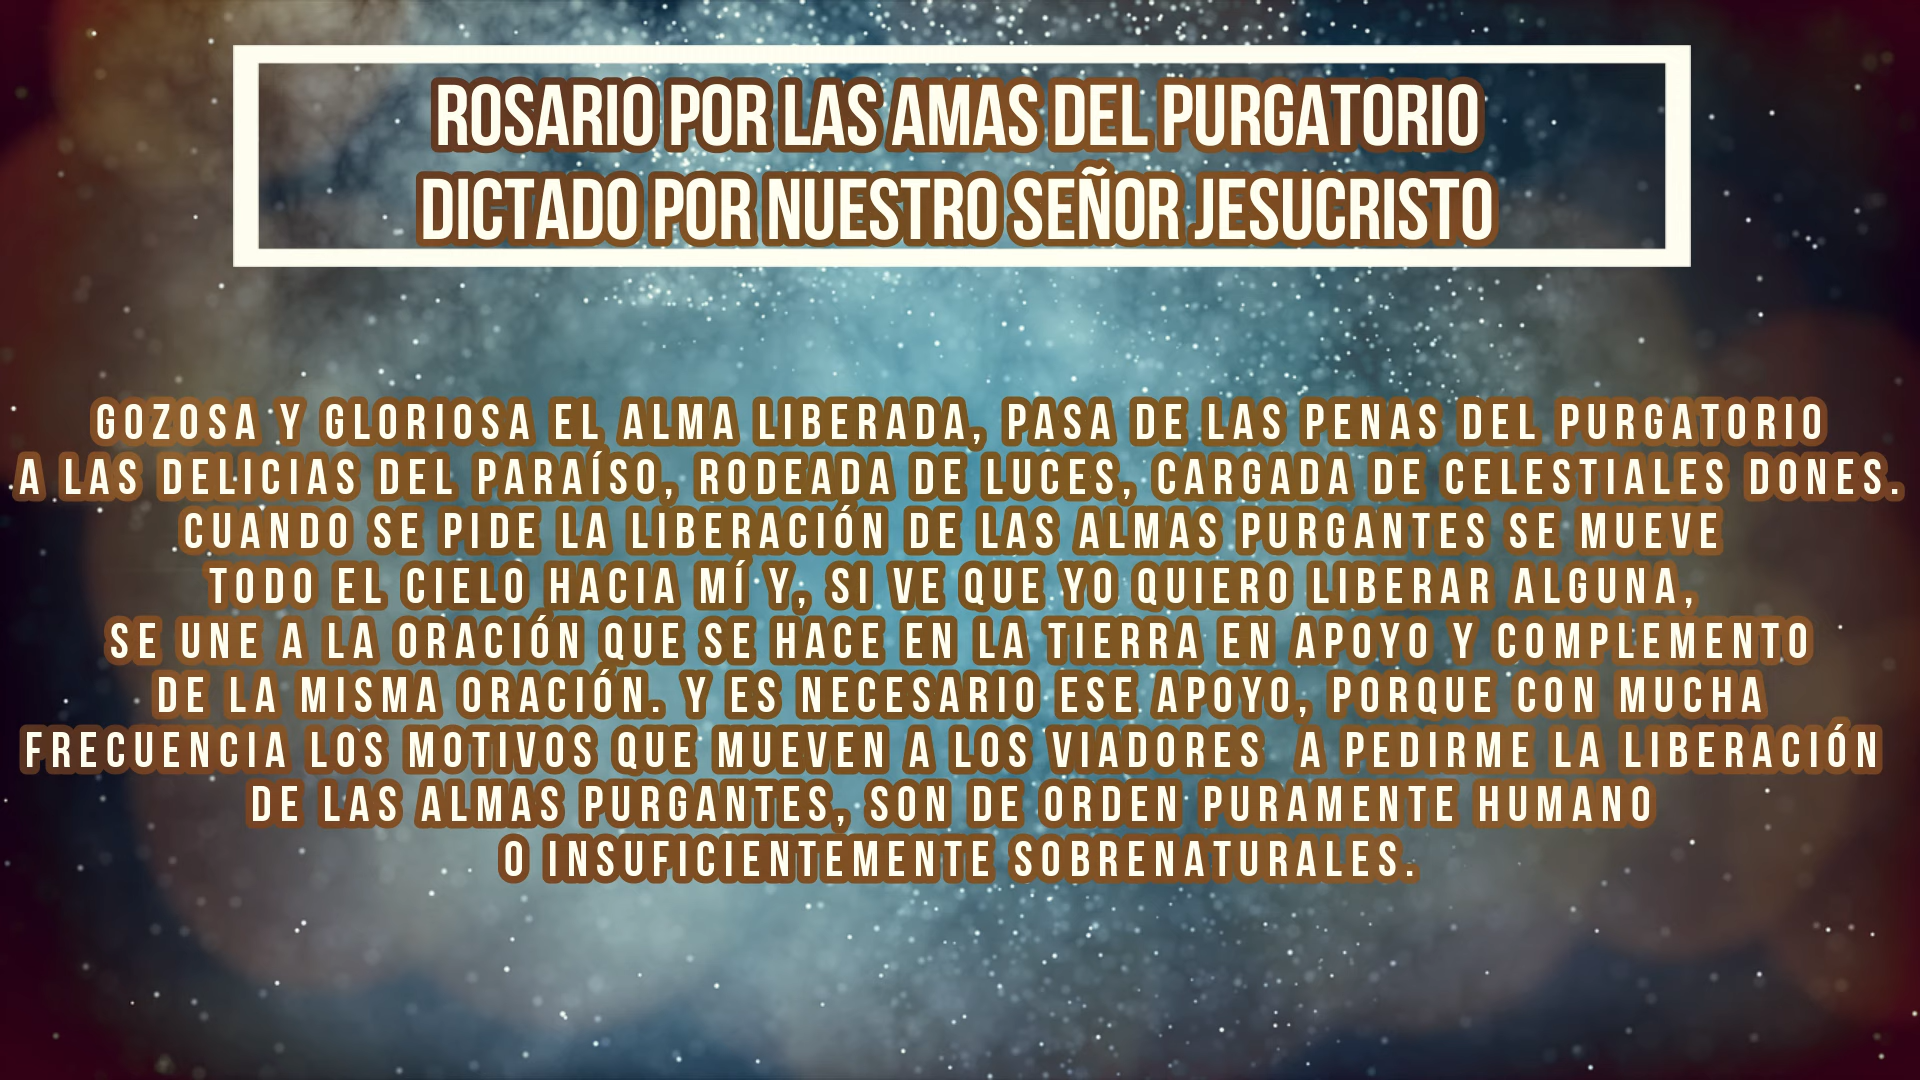 ROSARIO POR LAS AMAS DEL PURGATORIO
DICTADO POR NUESTRO SEÑOR JESUCRISTO
GOZOSA Y GLORIOSA EL ALMA LIBERADA, PASA DE LAS PENAS DEL PURGATORIO
A LAS DELICIAS DEL PARAÍSO, RODEADA DE LUCES, CARGADA DE CELESTIALES DONES.
CUANDO SE PIDE LA LIBERACIÓN DE LAS ALMAS PURGANTES SE MUEVE
TODO EL CIELO HACIA MÍ Y, SI VE QUE YO QUIERO LIBERAR ALGUNA,
SE UNE A LA ORACIÓN QUE SE HACE EN LA TIERRA EN APOYO Y COMPLEMENTO
DE LA MISMA ORACIÓN. Y ES NECESARIO ESE APOYO, PORQUE CON MUCHA
FRECUENCIA LOS MOTIVOS QUE MUEVEN A LOS VIADORES  A PEDIRME LA LIBERACIÓN
DE LAS ALMAS PURGANTES, SON DE ORDEN PURAMENTE HUMANO
O INSUFICIENTEMENTE SOBRENATURALES.